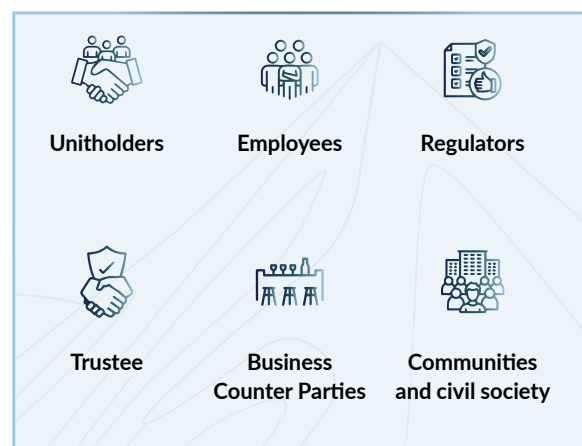 Unitholders
Employees
Regulators
Trustee
Business
Counter Parties
Communities
and civil society